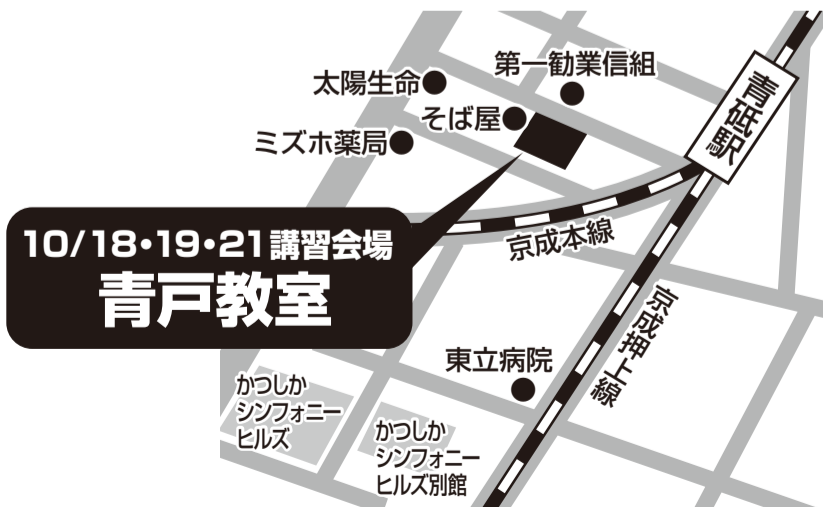 第一勧業信組
太陽生命
そば屋
ミズホ薬局
青砥駅
10/18・19・21講習会場
青戸教室
京成本線
京成押上線
東立病院
かつしか
シンフォニー
ヒルズ
かつしか
シンフォニー
ヒルズ別館